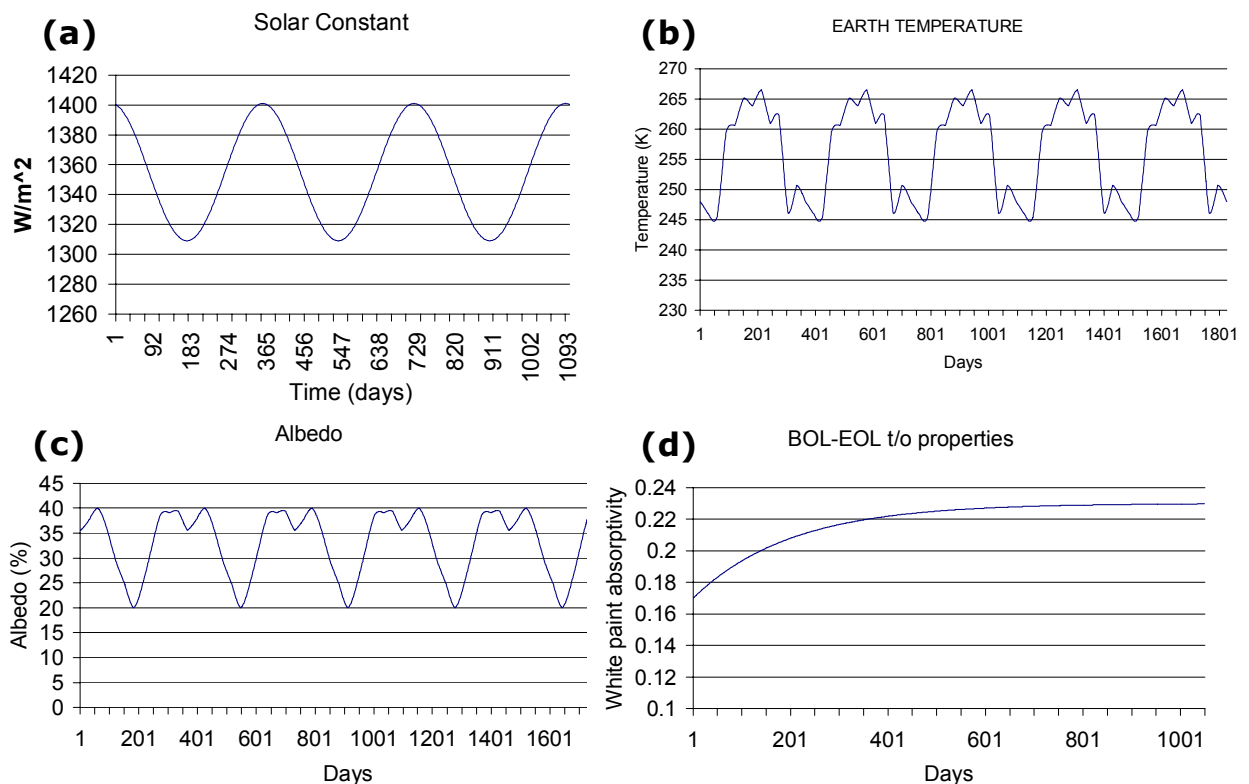 (a)
Solar Constant
W/m^2
1420
1400
1380
1360
1340
1320
1300
1280
1260
1
92
183
274
365
456
547
638
729
820
911
1002
1093
Time (days)
(b)
EARTH TEMPERATURE
Temperature (K)
270
265
260
255
250
245
240
235
230
1 201 401 601 801 1001 1201 1401 1601 1801
Days
(c)
Albedo
Albedo (%)
45
40
35
30
25
20
15
10
5
0
1 201 401 601 801 1001 1201 1401 1601
Days
(d)
BOL-EOL t/o properties
White paint absorptivity
0.24
0.22
0.2
0.18
0.16
0.14
0.12
0.1
1 201 401 601 801 1001
Days